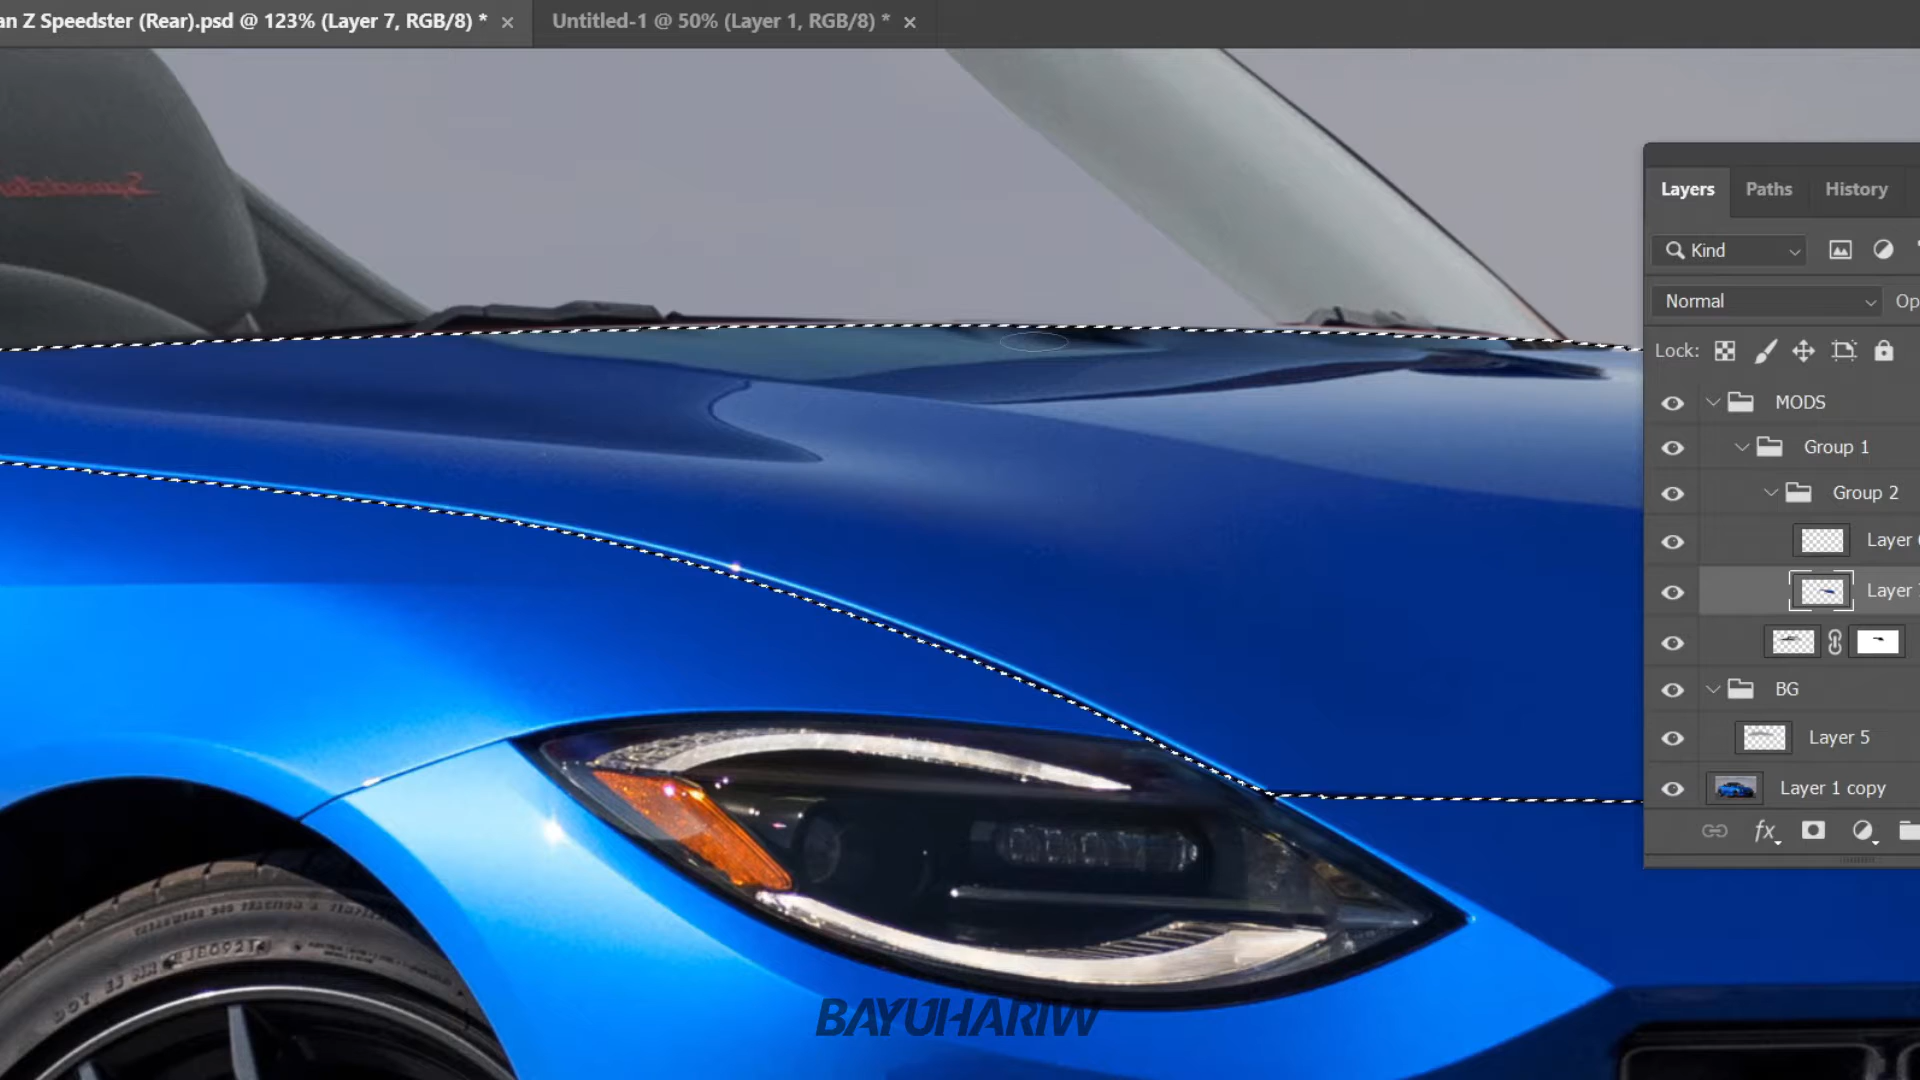 an Z Speedster (Rear).psd @ 123% (Layer 7, RGB/8) * ×
Untitled-1 @ 50% (Layer 1, RGB/8) * ×
Layers Paths History
Kind
Normal Op
Lock:
MODS
Group 1
Group 2
Layer
Layer
BG
Layer 5
Layer 1 copy
fx
BAYUHARIW